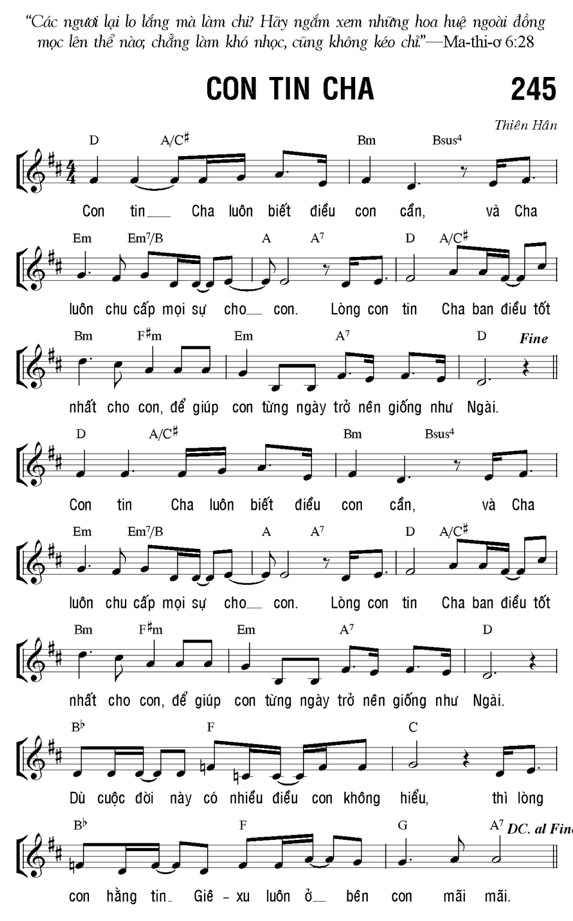 “Các ngươi lại lo lắng mà làm chi? Hãy ngắm xem những hoa huệ ngoài đồng
mọc lên thể nào; chẳng làm khó nhọc, cũng không kéo chỉ.”—Ma-thi-ơ 6:28
CON TIN CHA 245
Thiên Hân
D A/C♯ Bm Bsus4
4/4
Con tin Cha luôn biết điều con cần, và Cha
Em Em7/B A A7 D A/C♯
luôn chu cấp mọi sự cho con. Lòng con tin Cha ban điều tốt
Bm F♯m Em A7 D Fine
nhất cho con, để giúp con từng ngày trở nên giống như Ngài.
D A/C♯ Bm Bsus4
Con tin Cha luôn biết điều con cần, và Cha
Em Em7/B A A7 D A/C♯
luôn chu cấp mọi sự cho con. Lòng con tin Cha ban điều tốt
Bm F♯m Em A7 D
nhất cho con, để giúp con từng ngày trở nên giống như Ngài.
B♭ F C
Dù cuộc đời này có nhiều điều con không hiểu, thì lòng
B♭ F G A7 DC. al Fine
con hằng tin Giê-xu luôn ở bên con mãi mãi.